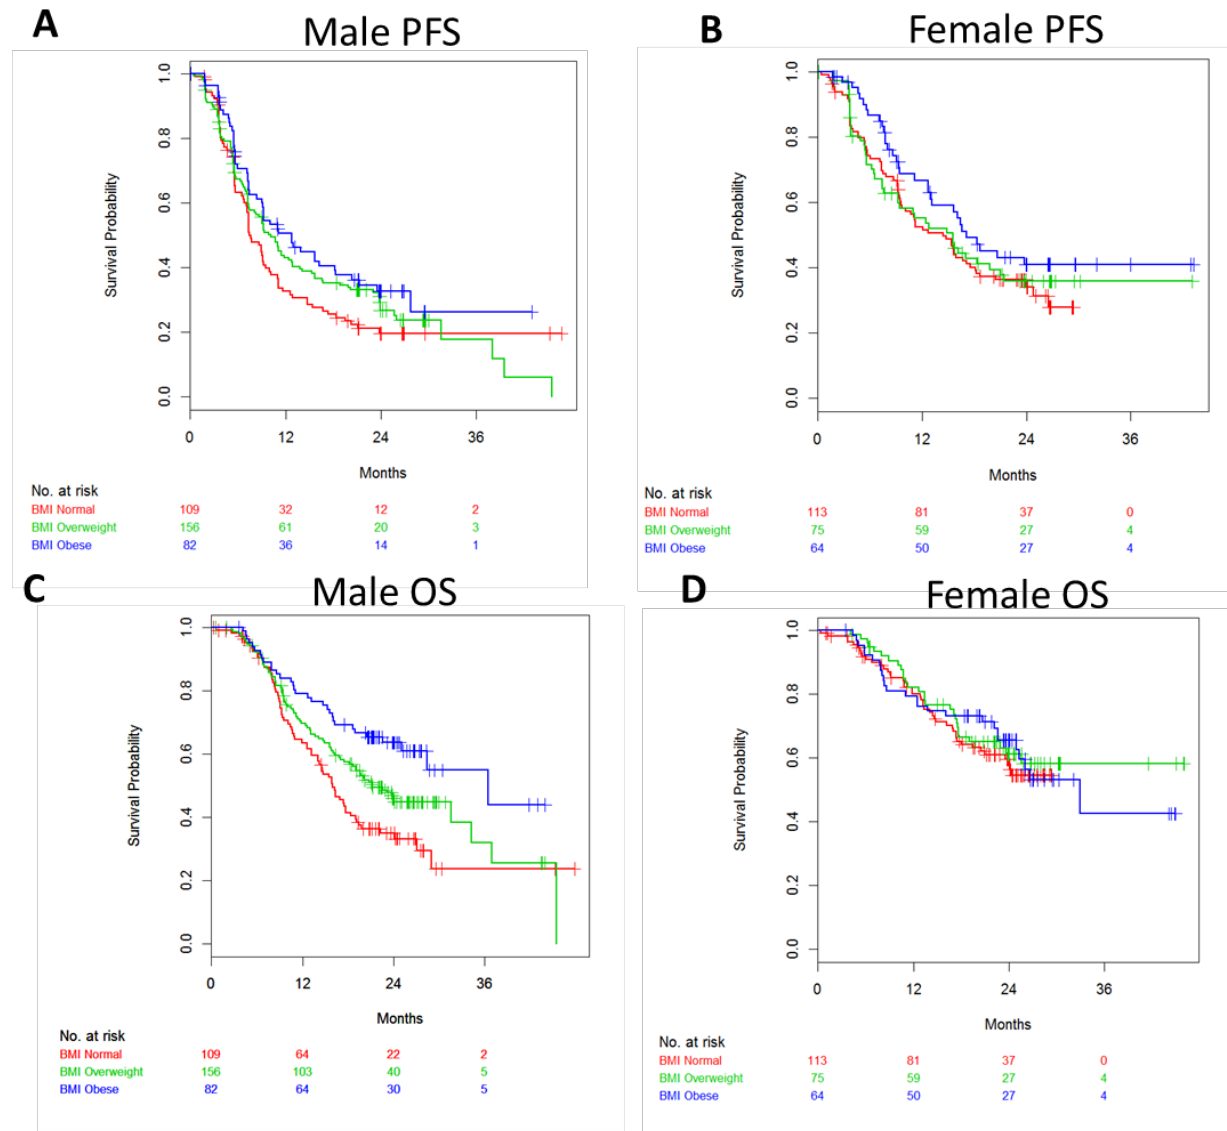 A
Male PFS
Survival Probability
1.0
0.8
0.6
0.4
0.2
0.0
0 12 24 36
Months
No. at risk
BMI Normal 109 32 12 2
BMI Overweight 156 61 20 3
BMI Obese 82 36 14 1
B
Female PFS
Survival Probability
1.0
0.8
0.6
0.4
0.2
0.0
0 12 24 36
Months
No. at risk
BMI Normal 113 81 37 0
BMI Overweight 75 59 27 4
BMI Obese 64 50 27 4
C
Male OS
Survival Probability
1.0
0.8
0.6
0.4
0.2
0.0
0 12 24 36
Months
No. at risk
BMI Normal 109 64 22 2
BMI Overweight 156 103 40 5
BMI Obese 82 64 30 5
D
Female OS
Survival Probability
1.0
0.8
0.6
0.4
0.2
0.0
0 12 24 36
Months
No. at risk
BMI Normal 113 81 37 0
BMI Overweight 75 59 27 4
BMI Obese 64 50 27 4